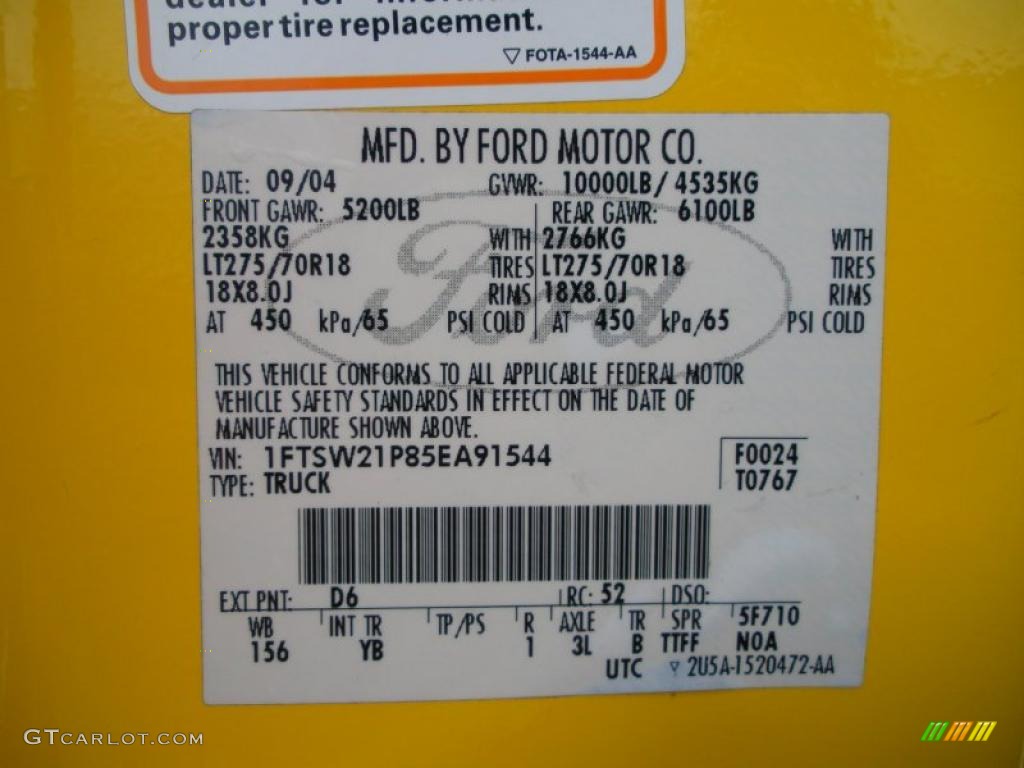 proper tire replacement.
▽ FOTA-1544-AA
MFD. BY FORD MOTOR CO.
DATE: 09/04 GVWR: 10000LB/ 4535KG
FRONT GAWR: 5200LB REAR GAWR: 6100LB
2358KG WITH 2766KG WITH
LT275/70R18 TIRES LT275/70R18 TIRES
18X8.0J RIMS 18X8.0J RIMS
AT 450 kPa/65 PSI COLD AT 450 kPa/65 PSI COLD
Ford
THIS VEHICLE CONFORMS TO ALL APPLICABLE FEDERAL MOTOR
VEHICLE SAFETY STANDARDS IN EFFECT ON THE DATE OF
MANUFACTURE SHOWN ABOVE.
VIN: 1FTSW21P85EA91544 F0024
TYPE: TRUCK T0767
EXT PNT: D6 RC: 52 DSO:
WB INT TR TP/PS R AXLE TR SPR 5F710
156 YB 1 3L B TTFF NOA
UTC ▽ 2U5A-1520472-AA
GTCARLOT.COM